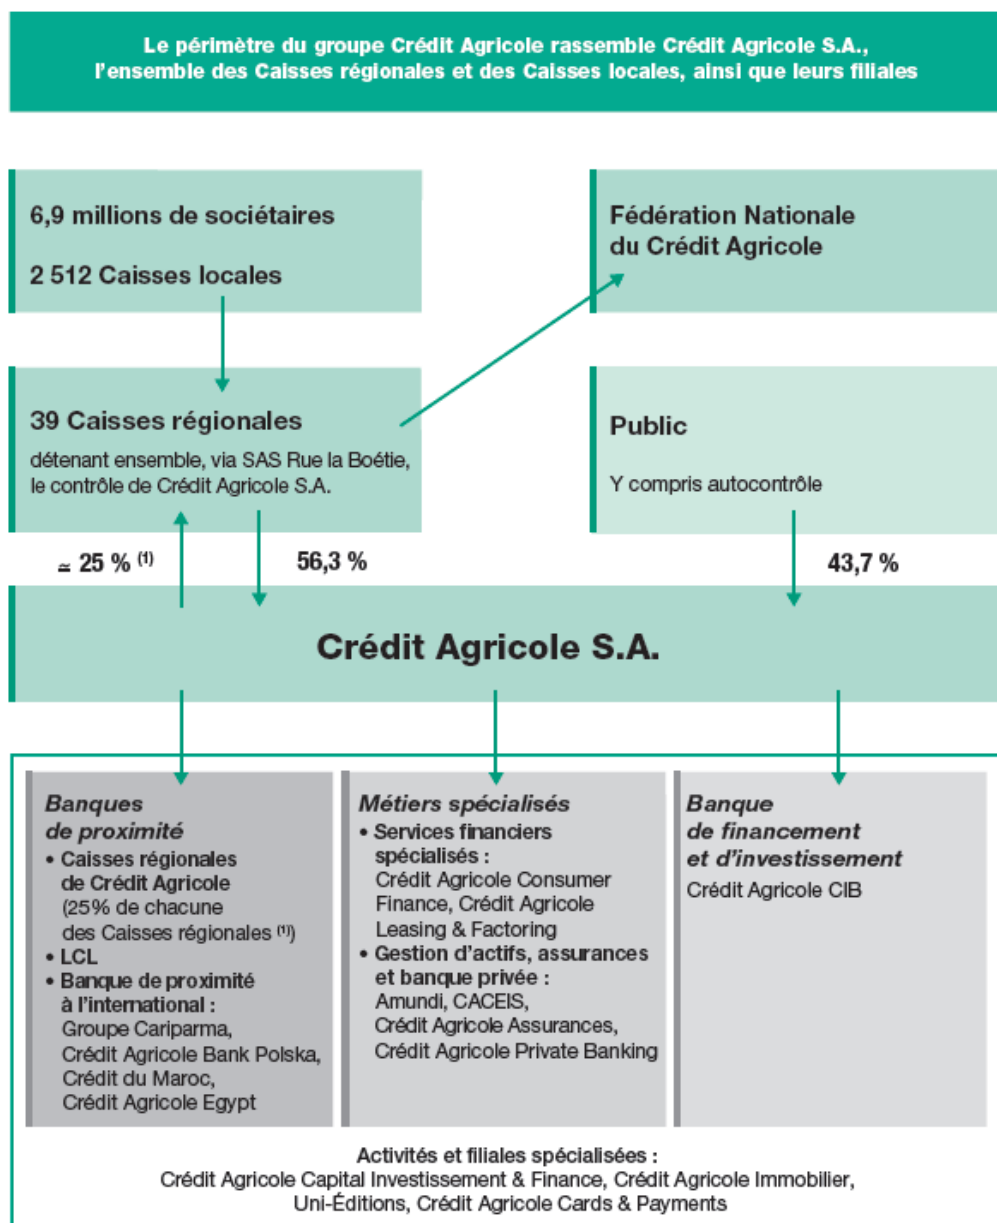 Le périmètre du groupe Crédit Agricole rassemble Crédit Agricole S.A.,
l'ensemble des Caisses régionales et des Caisses locales, ainsi que leurs filiales
6,9 millions de sociétaires
2 512 Caisses locales
Fédération Nationale
du Crédit Agricole
39 Caisses régionales
détenant ensemble, via SAS Rue la Boétie,
le contrôle de Crédit Agricole S.A.
Public
Y compris autocontrôle
≃ 25 % (1)
56,3 %
43,7 %
Crédit Agricole S.A.
Banques
de proximité
• Caisses régionales
de Crédit Agricole
(25% de chacune
des Caisses régionales (1))
• LCL
• Banque de proximité
à l'international :
Groupe Cariparma,
Crédit Agricole Bank Polska,
Crédit du Maroc,
Crédit Agricole Egypt
Métiers spécialisés
• Services financiers
spécialisés :
Crédit Agricole Consumer
Finance, Crédit Agricole
Leasing & Factoring
• Gestion d'actifs, assurances
et banque privée :
Amundi, CACEIS,
Crédit Agricole Assurances,
Crédit Agricole Private Banking
Banque
de financement
et d'investissement
Crédit Agricole CIB
Activités et filiales spécialisées :
Crédit Agricole Capital Investissement & Finance, Crédit Agricole Immobilier,
Uni-Éditions, Crédit Agricole Cards & Payments